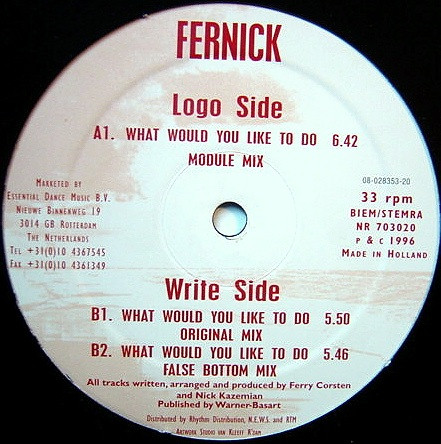 FERNICK
Logo Side
A1. WHAT WOULD YOU LIKE TO DO 6.42
MODULE MIX
MARKETED BY
ESSENTIAL DANCE MUSIC B.V.
NIEUWE BINNENWEG 19
3014 GB ROTTERDAM
THE NETHERLANDS
TEL +31(0)10 4367545
FAX +31(0)10 4361349
08-028353-20
33 rpm
BIEM/STEMRA
NR 703020
P & C 1996
MADE IN HOLLAND
Write Side
B1. WHAT WOULD YOU LIKE TO DO 5.50
ORIGINAL MIX
B2. WHAT WOULD YOU LIKE TO DO 5.46
FALSE BOTTOM MIX
All tracks written, arranged and produced by Ferry Corsten
and Nick Kazemian
Published by Warner-Basart
Distributed by Rhythm Distribution, N.E.W.S. and RTM
ARTWORK STUDIO VAN KLEEFF R'DAM